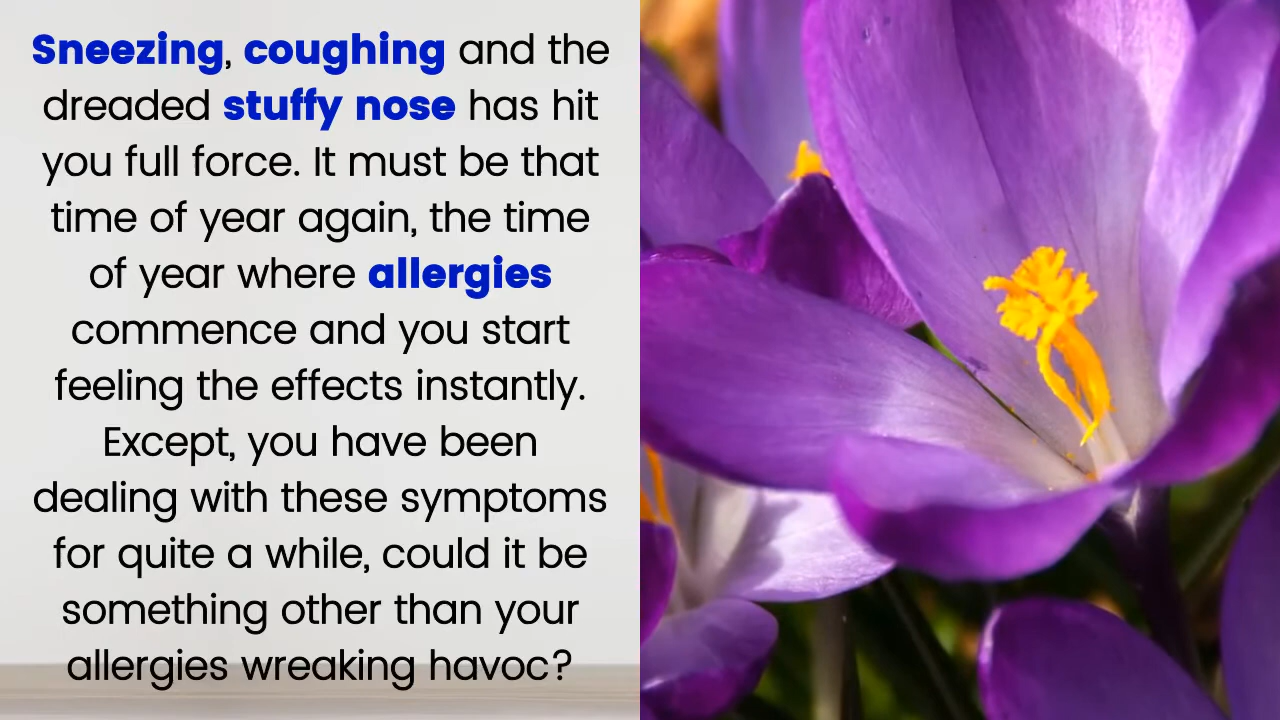 Sneezing, coughing and the
dreaded stuffy nose has hit
you full force. It must be that
time of year again, the time
of year where allergies
commence and you start
feeling the effects instantly.
Except, you have been
dealing with these symptoms
for quite a while, could it be
something other than your
allergies wreaking havoc?